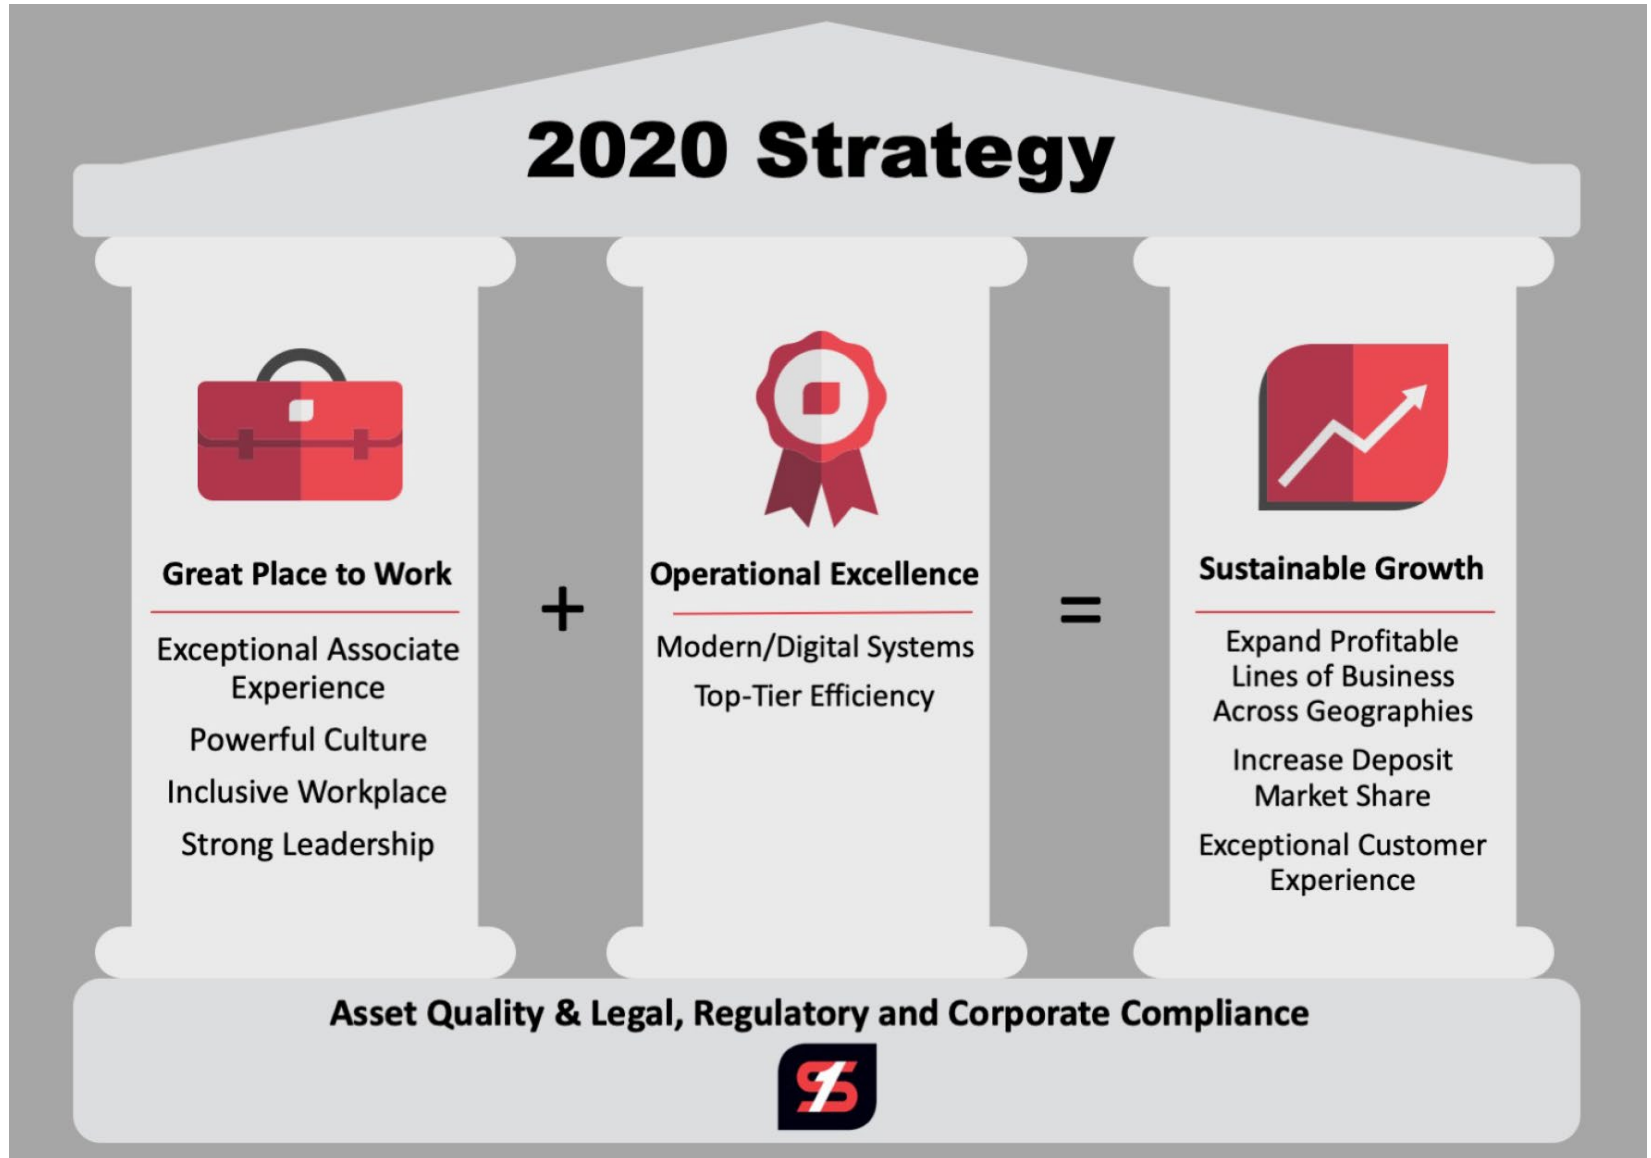 2020 Strategy
Great Place to Work
Exceptional Associate
Experience
Powerful Culture
Inclusive Workplace
Strong Leadership
+
Operational Excellence
Modern/Digital Systems
Top-Tier Efficiency
=
Sustainable Growth
Expand Profitable
Lines of Business
Across Geographies
Increase Deposit
Market Share
Exceptional Customer
Experience
Asset Quality & Legal, Regulatory and Corporate Compliance
S1